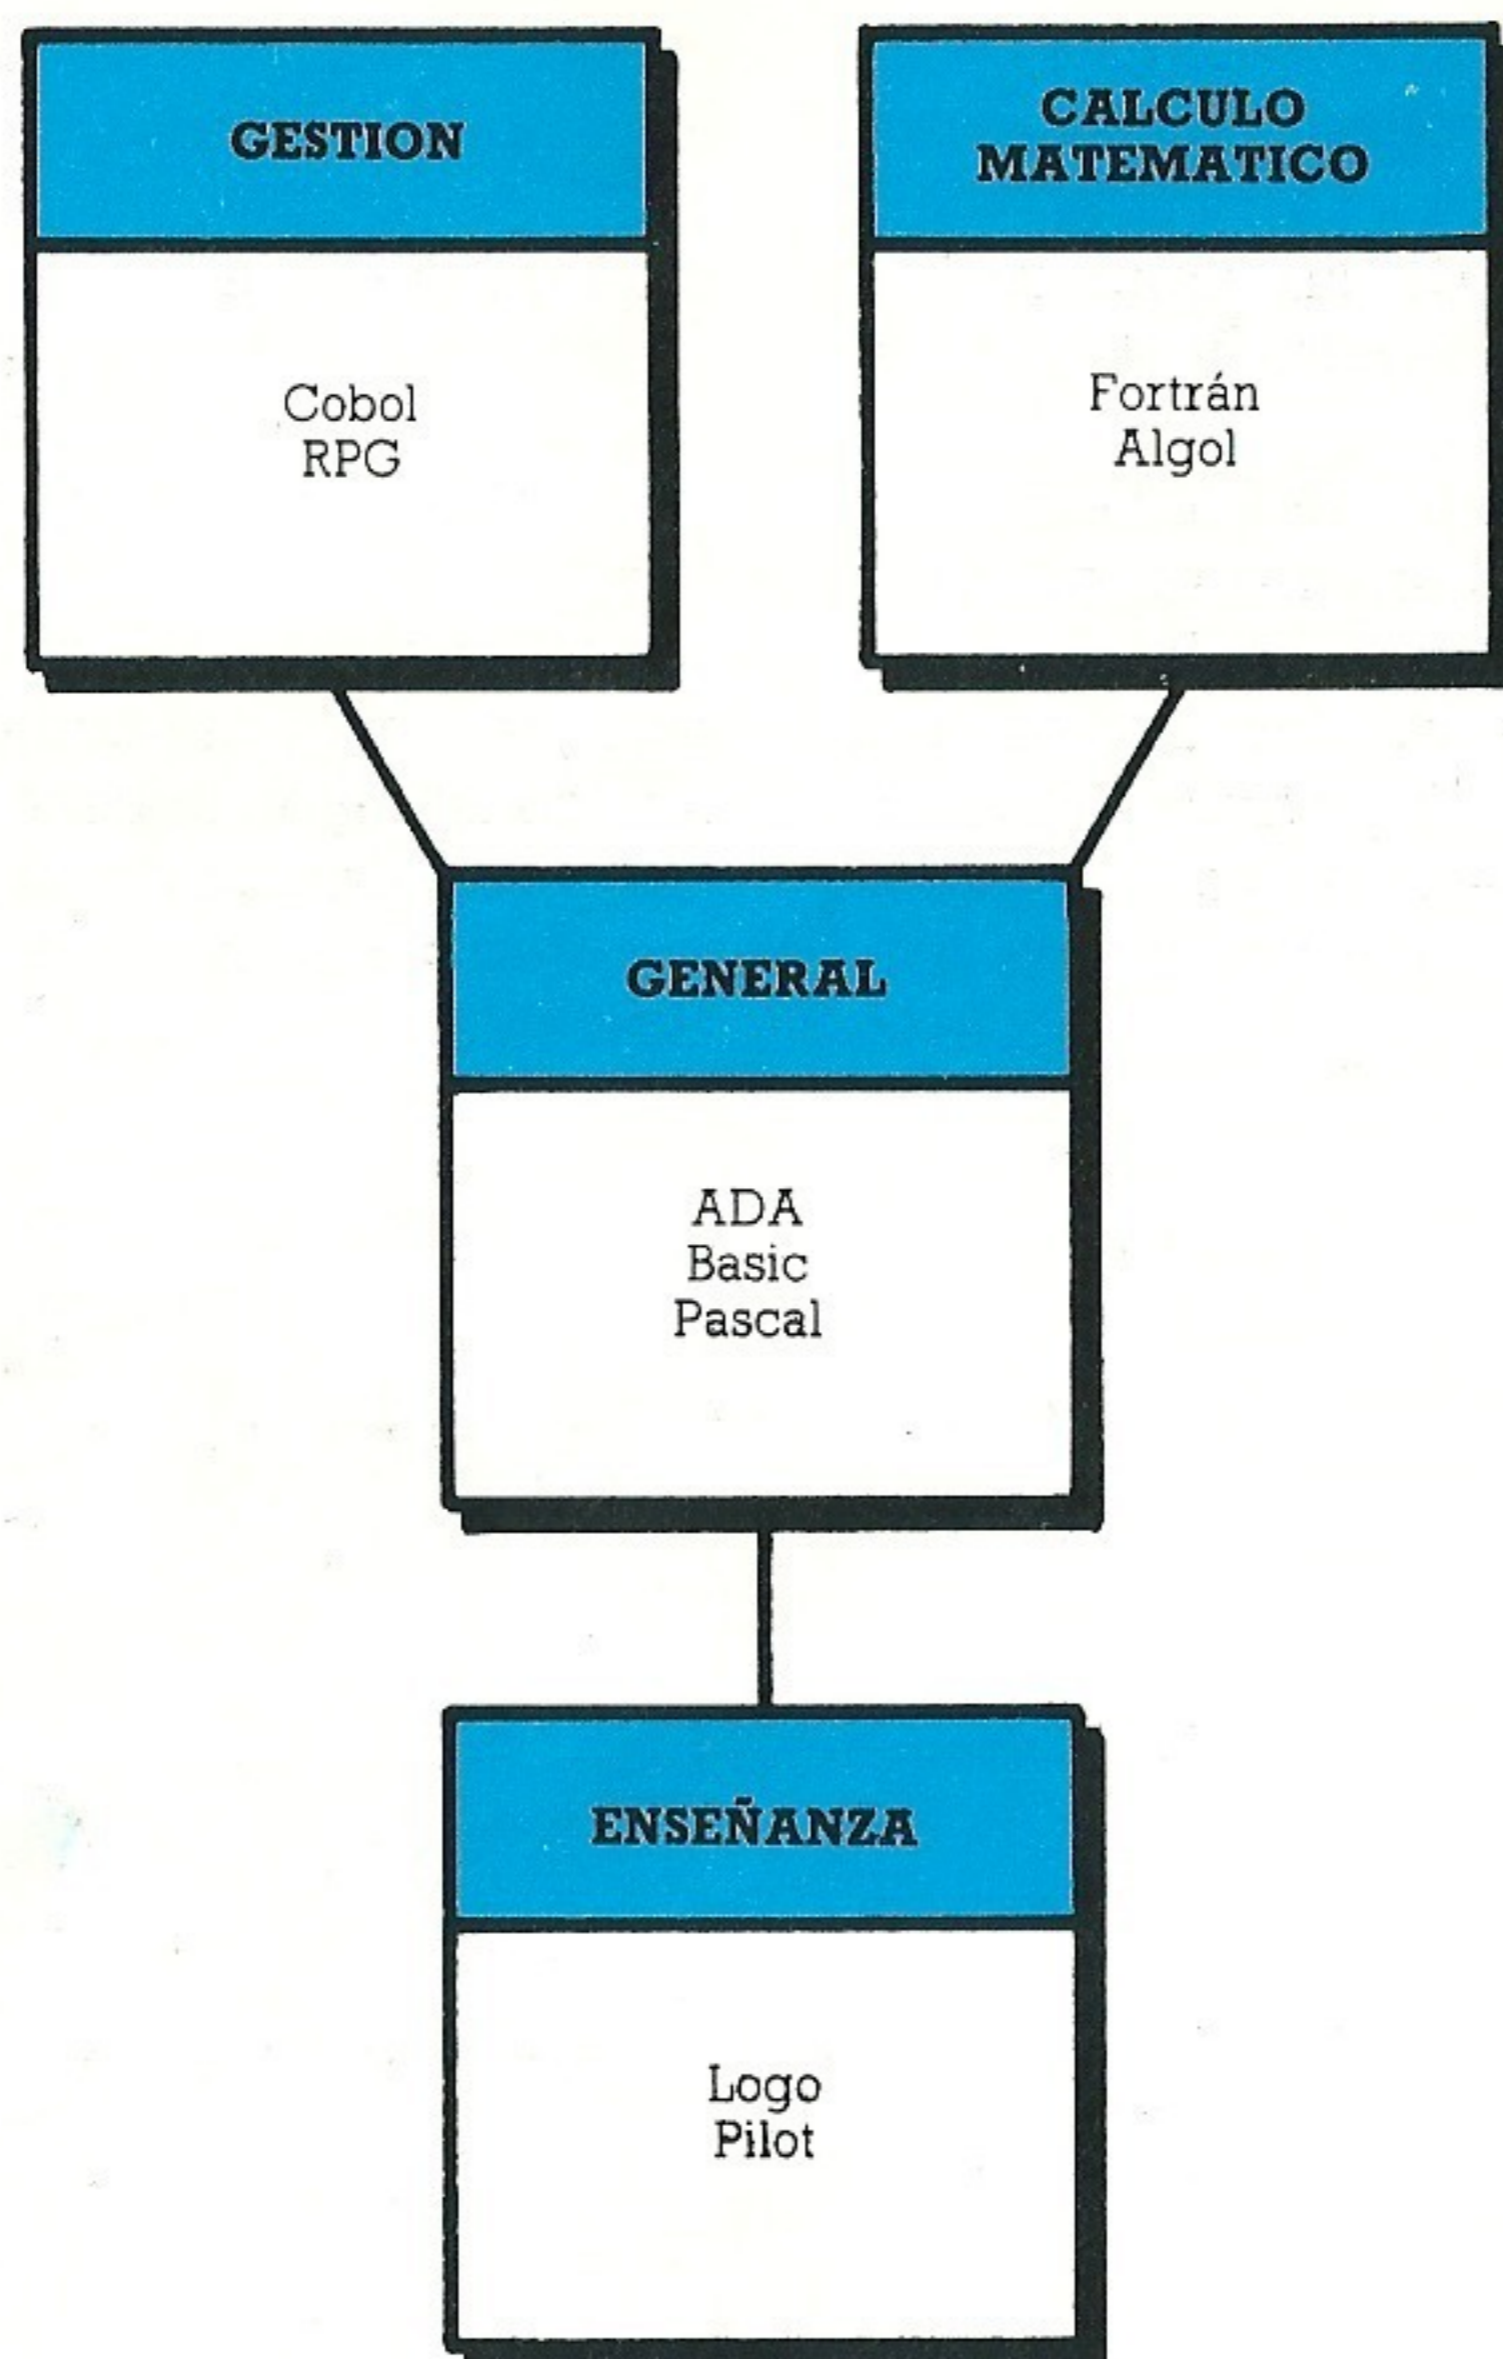 GESTION
Cobol
RPG
CALCULO
MATEMATICO
Fortrán
Algol
GENERAL
ADA
Basic
Pascal
ENSEÑANZA
Logo
Pilot